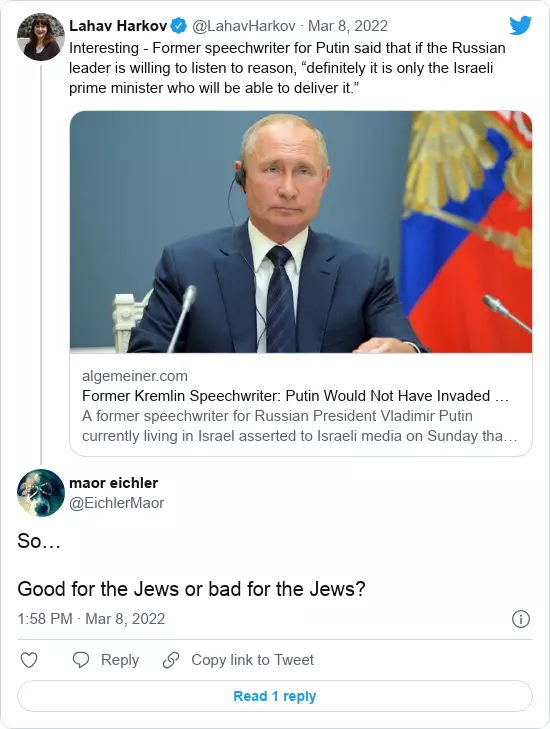 Lahav Harkov @LahavHarkov · Mar 8, 2022
Interesting - Former speechwriter for Putin said that if the Russian
leader is willing to listen to reason, “definitely it is only the Israeli
prime minister who will be able to deliver it.”
algemeiner.com
Former Kremlin Speechwriter: Putin Would Not Have Invaded ...
A former speechwriter for Russian President Vladimir Putin
currently living in Israel asserted to Israeli media on Sunday tha...
maor eichler
@EichlerMaor
So...
Good for the Jews or bad for the Jews?
1:58 PM · Mar 8, 2022
Reply Copy link to Tweet
Read 1 reply